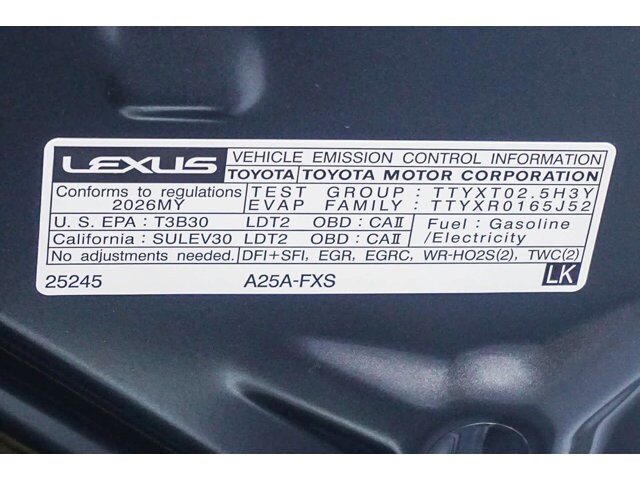 LEXUS VEHICLE EMISSION CONTROL INFORMATION
TOYOTA TOYOTA MOTOR CORPORATION
Conforms to regulations TEST GROUP : TTYXT02.5H3Y
2026MY EVAP FAMILY : TTYXR0165J52
U. S. EPA : T3B30 LDT2 OBD : CAII Fuel : Gasoline
California : SULEV30 LDT2 OBD : CAII /Electricity
No adjustments needed. DFI+SFI, EGR, EGRC, WR-HO2S(2), TWC(2)
25245 A25A-FXS LK